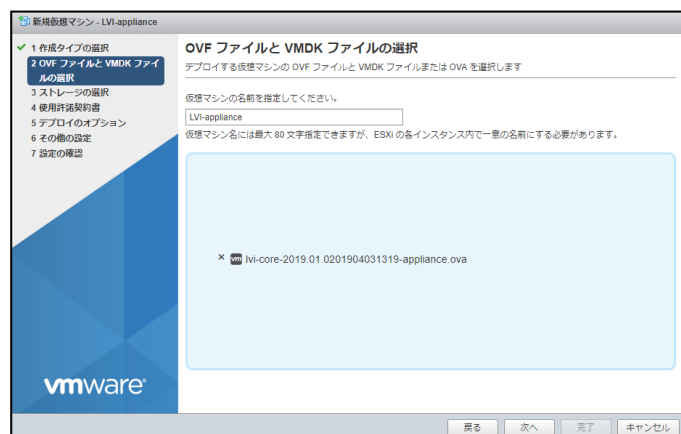 新規仮想マシン - LVI-appliance
1 作成タイプの選択
2 OVF ファイルと VMDK ファイ
ルの選択
3 ストレージの選択
4 使用許諾契約書
5 デプロイのオプション
6 その他の設定
7 設定の確認
OVF ファイルと VMDK ファイルの選択
デプロイする仮想マシンの OVF ファイルと VMDK ファイルまたは OVA を選択します
仮想マシンの名前を指定してください。
LVI-appliance
仮想マシン名には最大 80 文字指定できますが、ESXi の各インスタンス内で一意の名前にする必要があります。
× vm lvi-core-2019.01.0201904031319-appliance.ova
vmware
戻る 次へ 完了 キャンセル